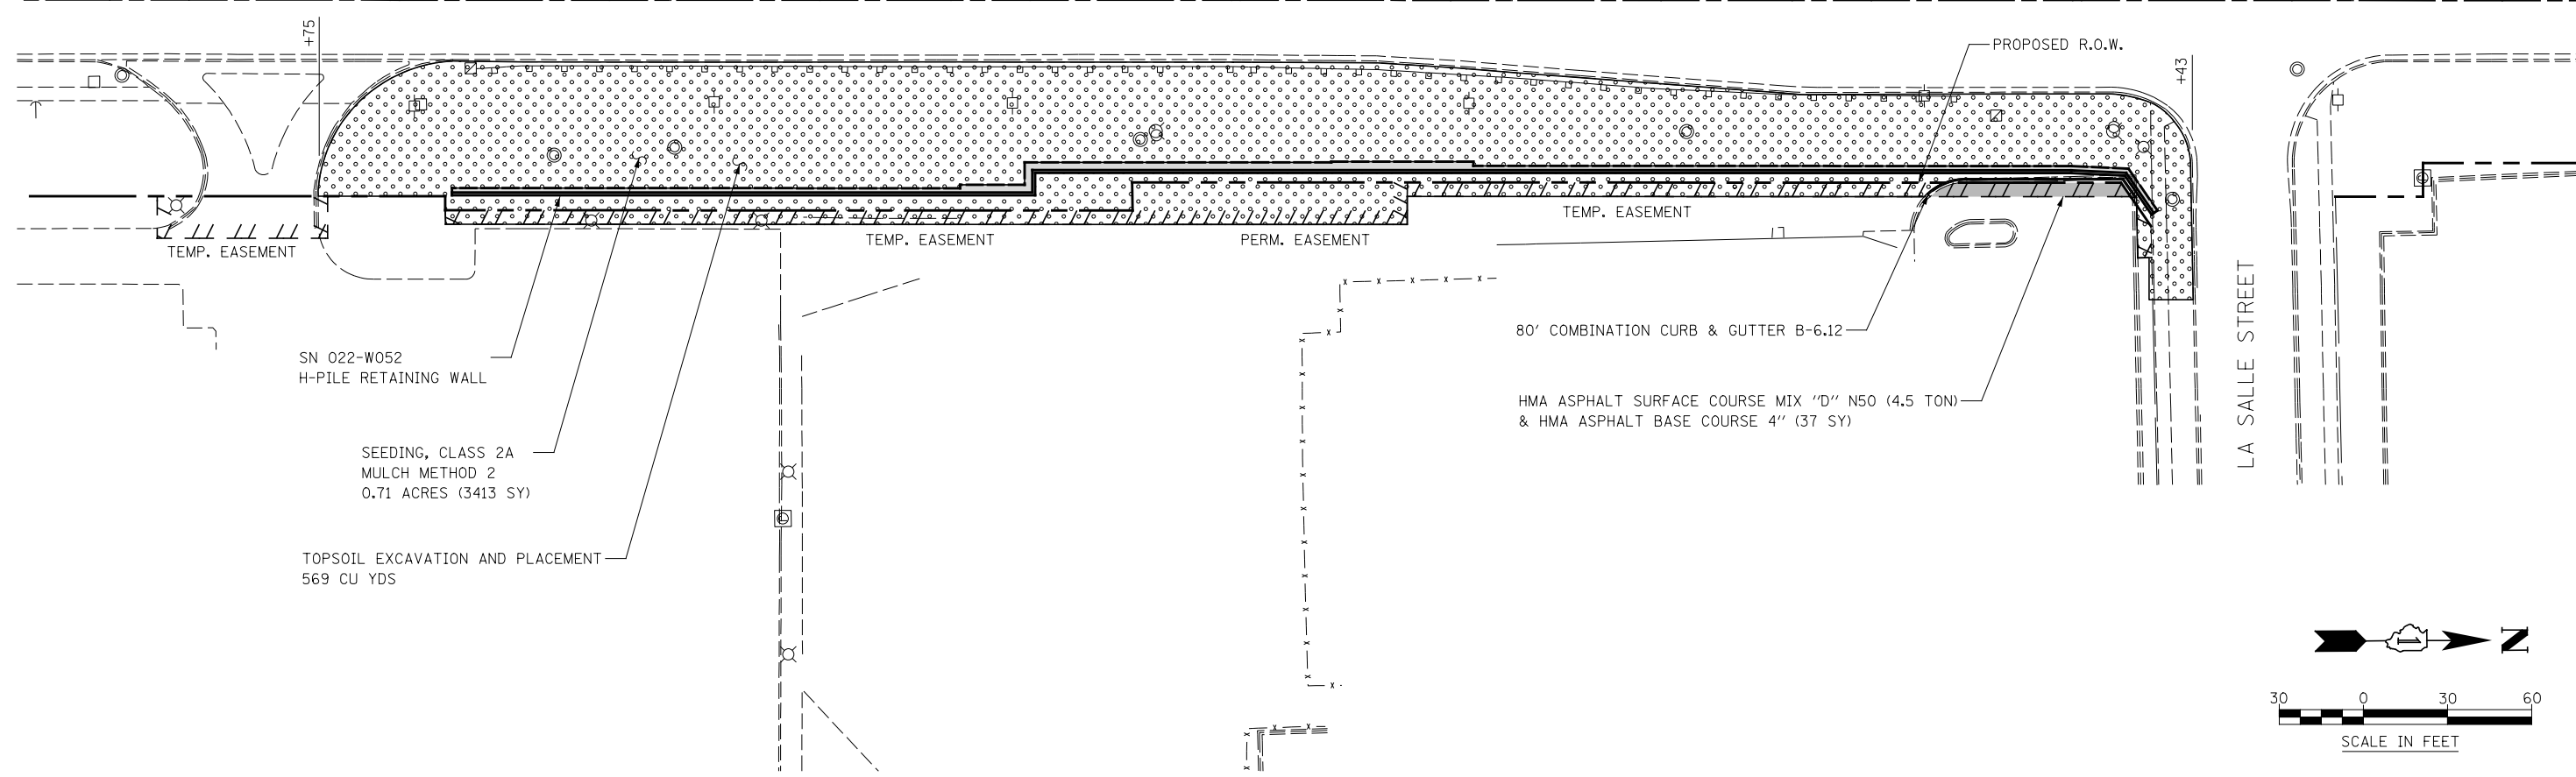 +75
PROPOSED R.O.W.
+43
TEMP. EASEMENT
TEMP. EASEMENT
TEMP. EASEMENT
PERM. EASEMENT
SN 022-W052
H-PILE RETAINING WALL
SEEDING, CLASS 2A
MULCH METHOD 2
0.71 ACRES (3413 SY)
TOPSOIL EXCAVATION AND PLACEMENT
569 CU YDS
80' COMBINATION CURB & GUTTER B-6.12
HMA ASPHALT SURFACE COURSE MIX "D" N50 (4.5 TON)
& HMA ASPHALT BASE COURSE 4" (37 SY)
LA SALLE STREET
N
30 0 30 60
SCALE IN FEET